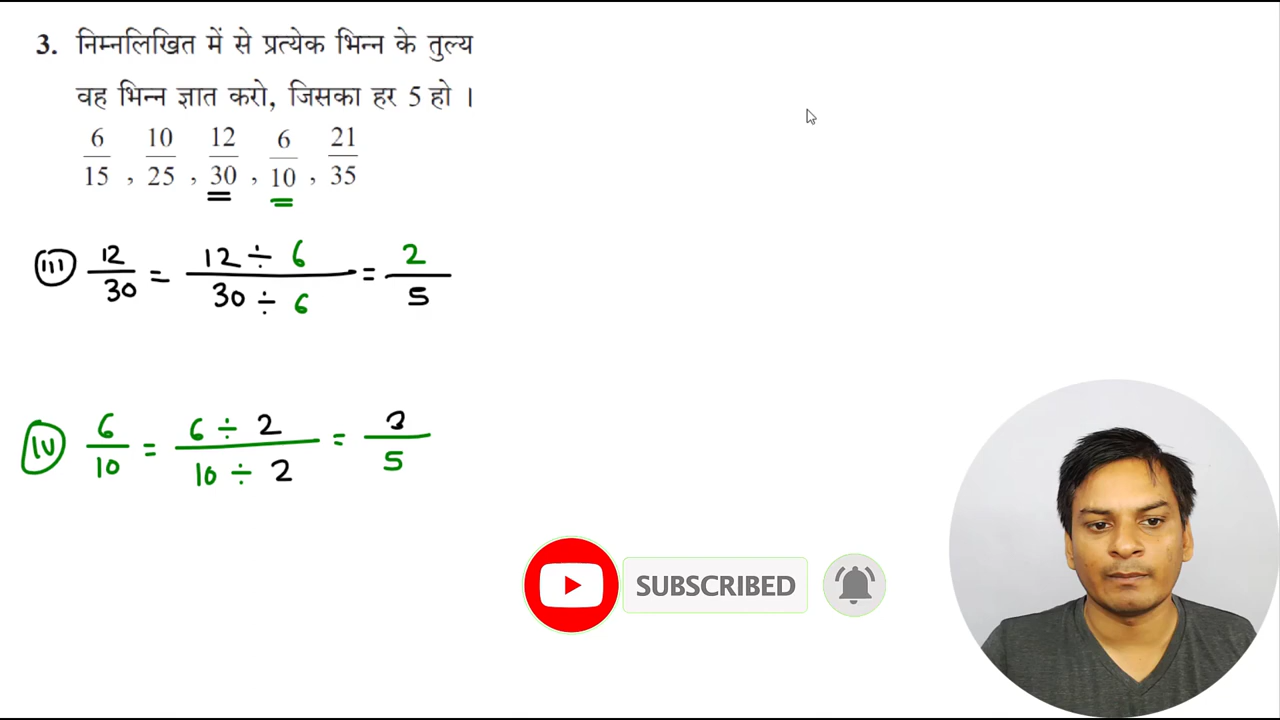 3. निम्नलिखित में से प्रत्येक भिन्न के तुल्य
वह भिन्न ज्ञात करो, जिसका हर 5 हो ।
6/15 , 10/25 , 12/30 , 6/10 , 21/35
(iii) 12/30 = 12 ÷ 6 / 30 ÷ 6 = 2/5
(iv) 6/10 = 6 ÷ 2 / 10 ÷ 2 = 3/5
SUBSCRIBED